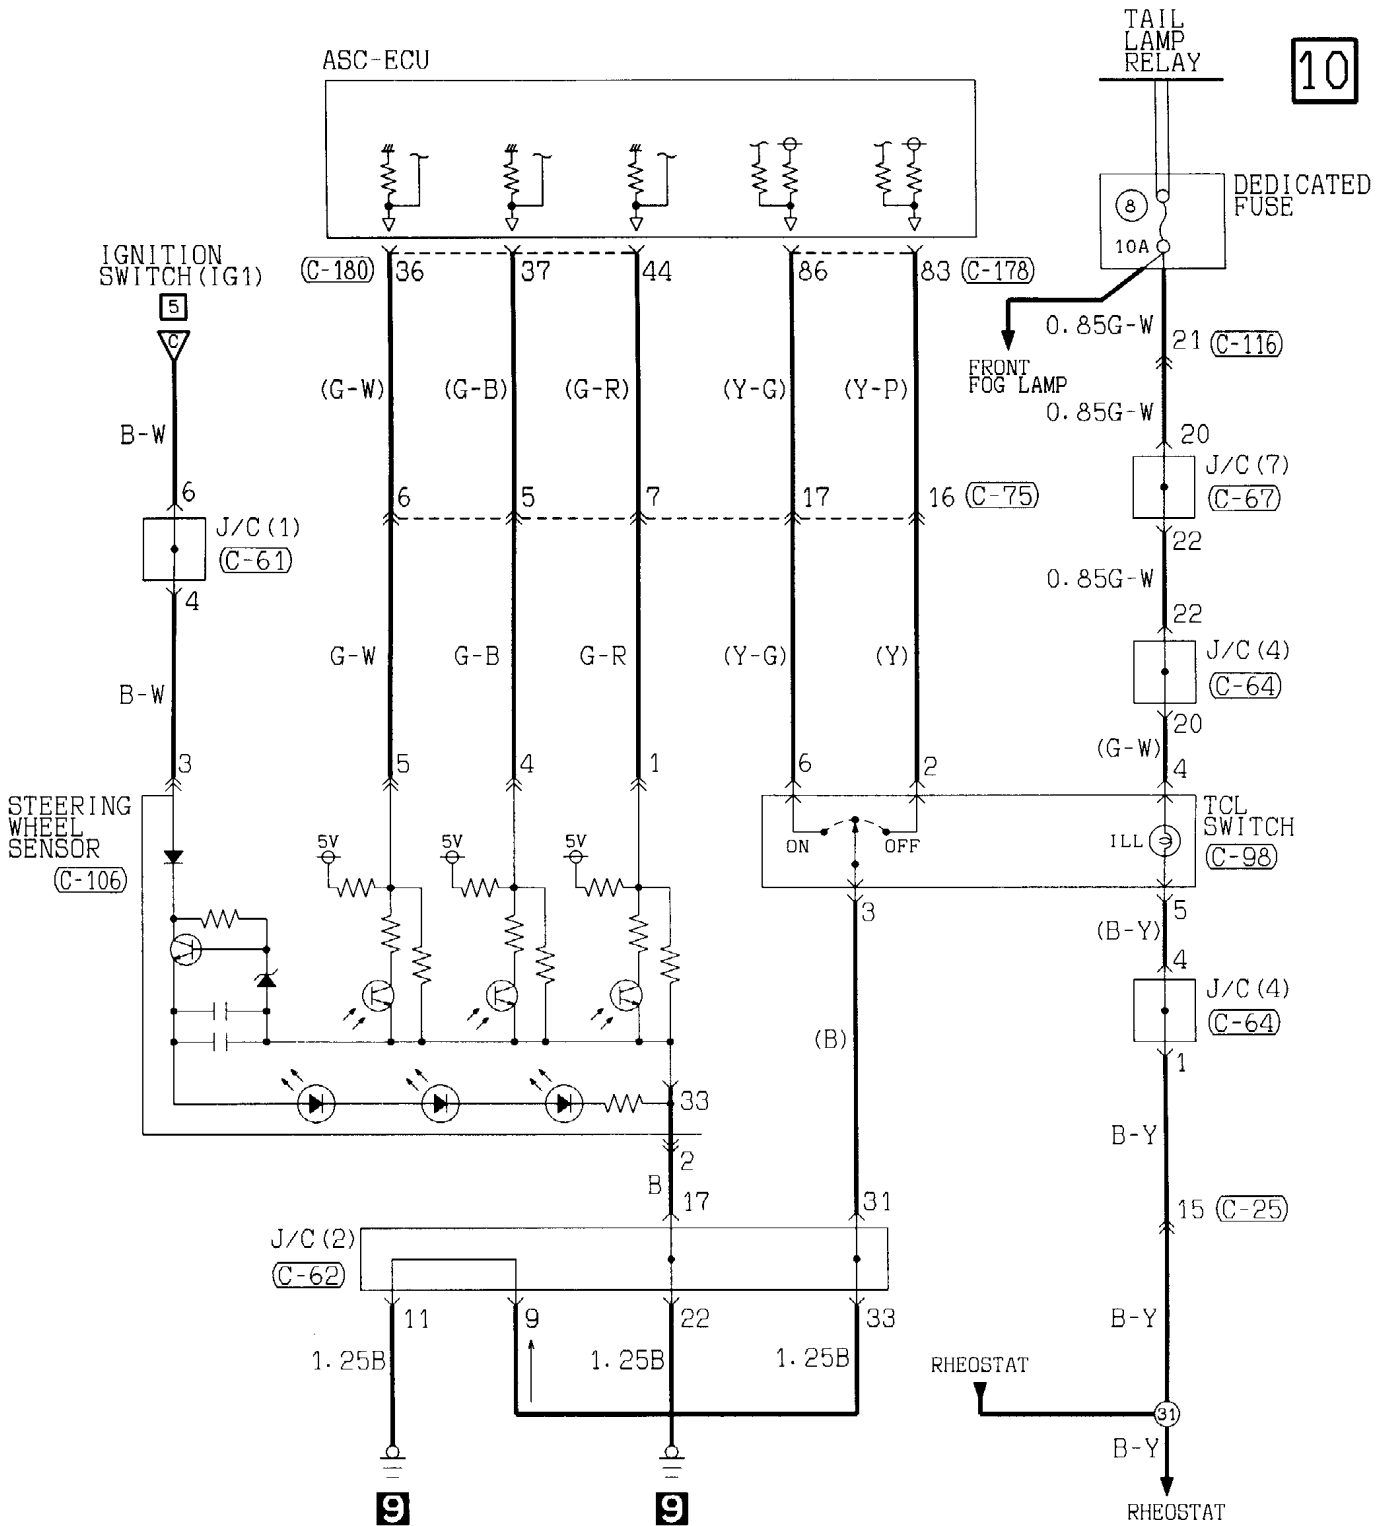 TAIL
LAMP
RELAY
10
ASC-ECU
DEDICATED
FUSE
8
10A
IGNITION
SWITCH(IG1)
5
C
(C-180) 36 37 44 86 83 (C-178)
0.85G-W
21 (C-116)
FRONT
FOG LAMP
(G-W) (G-B) (G-R) (Y-G) (Y-P)
0.85G-W
B-W
20
J/C(7)
(C-67)
6
6 5 7 17 16 (C-75)
J/C(1)
(C-61)
22
0.85G-W
4
22
G-W G-B G-R (Y-G) (Y)
J/C(4)
(C-64)
B-W
20
(G-W)
3 5 4 1 6 2 4
STEERING
WHEEL
SENSOR
(C-106)
5V 5V 5V
ON OFF
ILL
TCL
SWITCH
(C-98)
3
5
(B-Y)
4
J/C(4)
(C-64)
(B)
1
33
B-Y
2
B
17 31
15 (C-25)
J/C(2)
(C-62)
11 9 22 33
B-Y
1.25B 1.25B 1.25B
RHEOSTAT
31
B-Y
9 9
RHEOSTAT